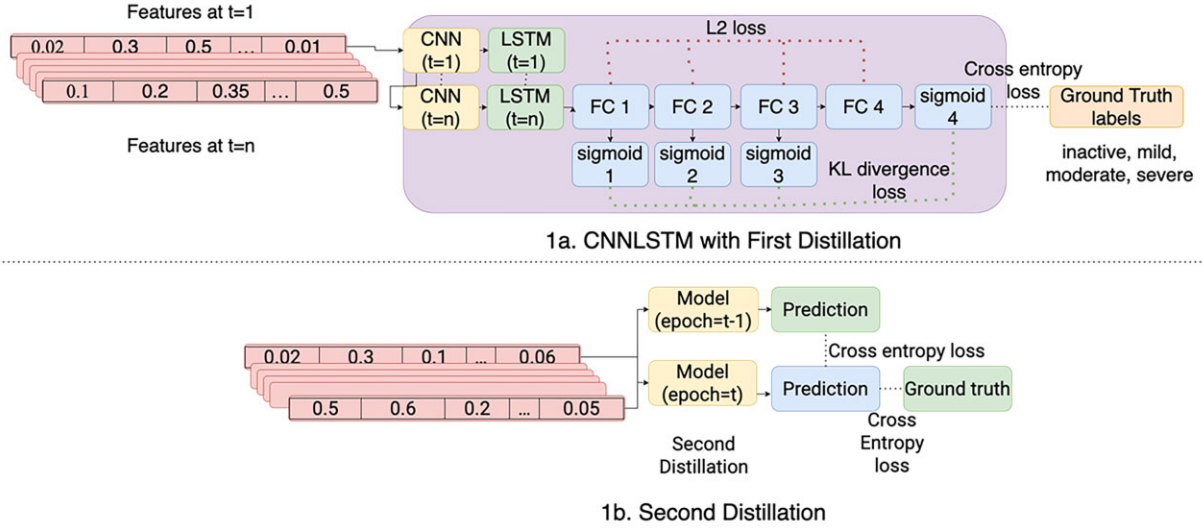 Features at t=1
0.02 0.3 0.5 ... 0.01
0.1 0.2 0.35 ... 0.5
Features at t=n
CNN
(t=1)
LSTM
(t=1)
CNN
(t=n)
LSTM
(t=n)
L2 loss
FC 1
FC 2
FC 3
FC 4
sigmoid
4
sigmoid
1
sigmoid
2
sigmoid
3
KL divergence
loss
Cross entropy
loss
Ground Truth
labels
inactive, mild,
moderate, severe
1a. CNNLSTM with First Distillation
0.02 0.3 0.1 ... 0.06
0.5 0.6 0.2 ... 0.05
Model
(epoch=t-1)
Prediction
Cross entropy loss
Model
(epoch=t)
Prediction
Ground truth
Cross
Entropy
loss
Second
Distillation
1b. Second Distillation